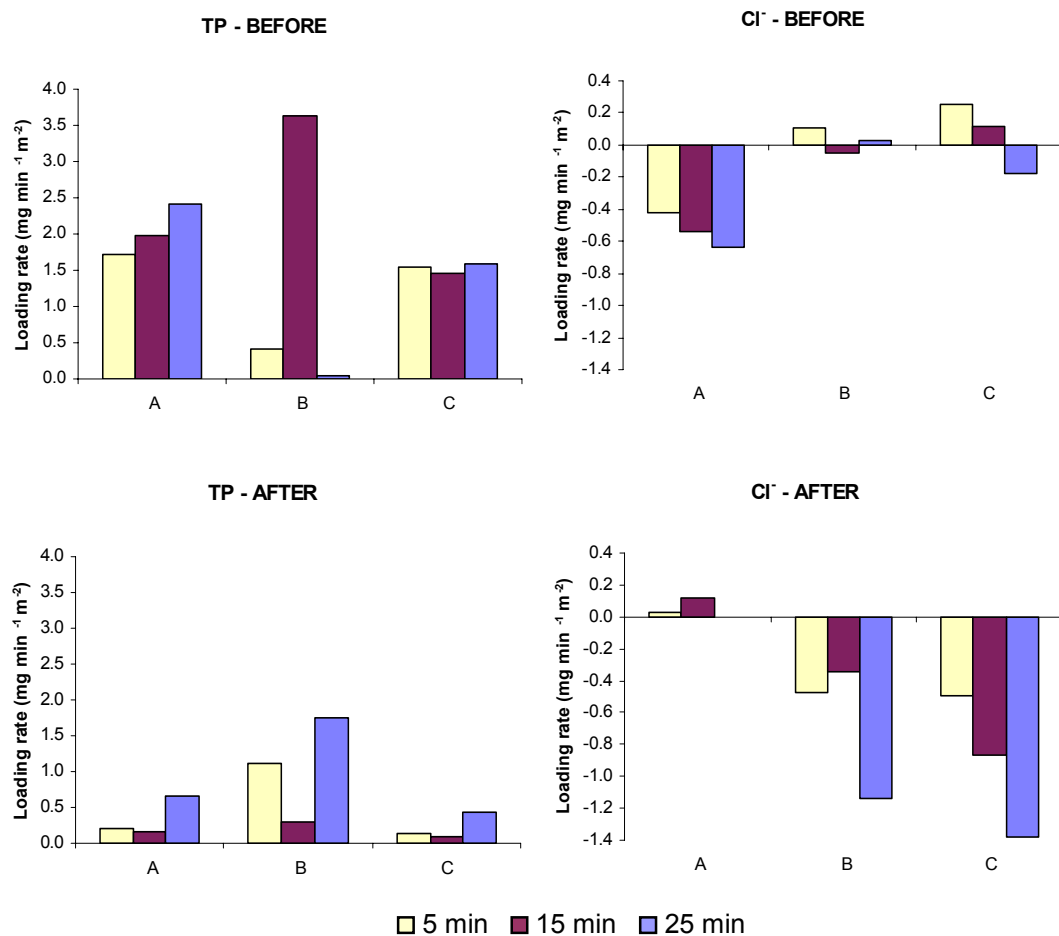 TP - BEFORE
Loading rate (mg min ⁻¹ m⁻²)
4.0
3.5
3.0
2.5
2.0
1.5
1.0
0.5
0.0
A B C
Cl⁻ - BEFORE
Loading rate (mg min ⁻¹ m⁻²)
0.4
0.2
0.0
-0.2
-0.4
-0.6
-0.8
-1.0
-1.2
-1.4
A B C
TP - AFTER
Loading rate (mg min ⁻¹ m⁻²)
4.0
3.5
3.0
2.5
2.0
1.5
1.0
0.5
0.0
A B C
Cl⁻ - AFTER
Loading rate (mg min ⁻¹ m⁻²)
0.4
0.2
0.0
-0.2
-0.4
-0.6
-0.8
-1.0
-1.2
-1.4
A B C
5 min 15 min 25 min